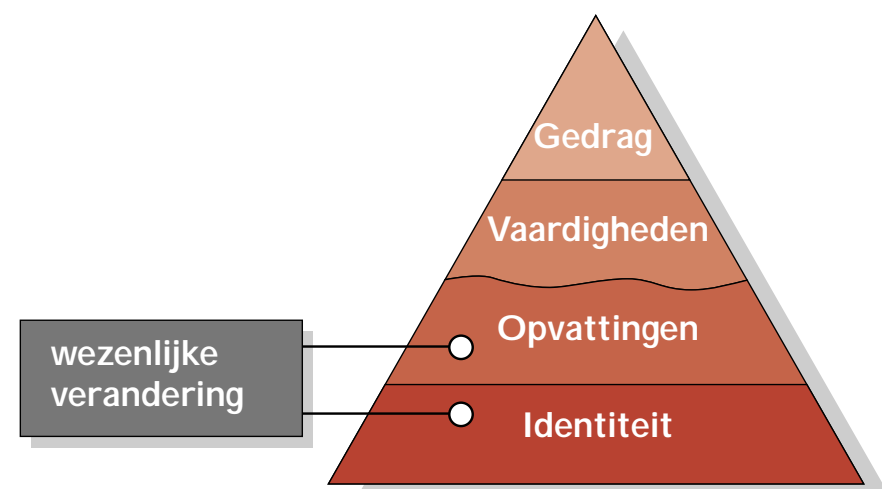 Gedrag
Vaardigheden
Opvattingen
wezenlijke
verandering
Identiteit